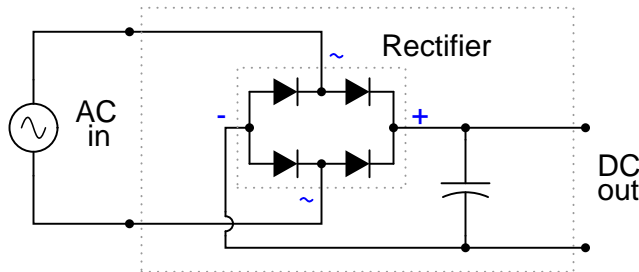 Rectifier
~
AC
in
-
+
~
DC
out